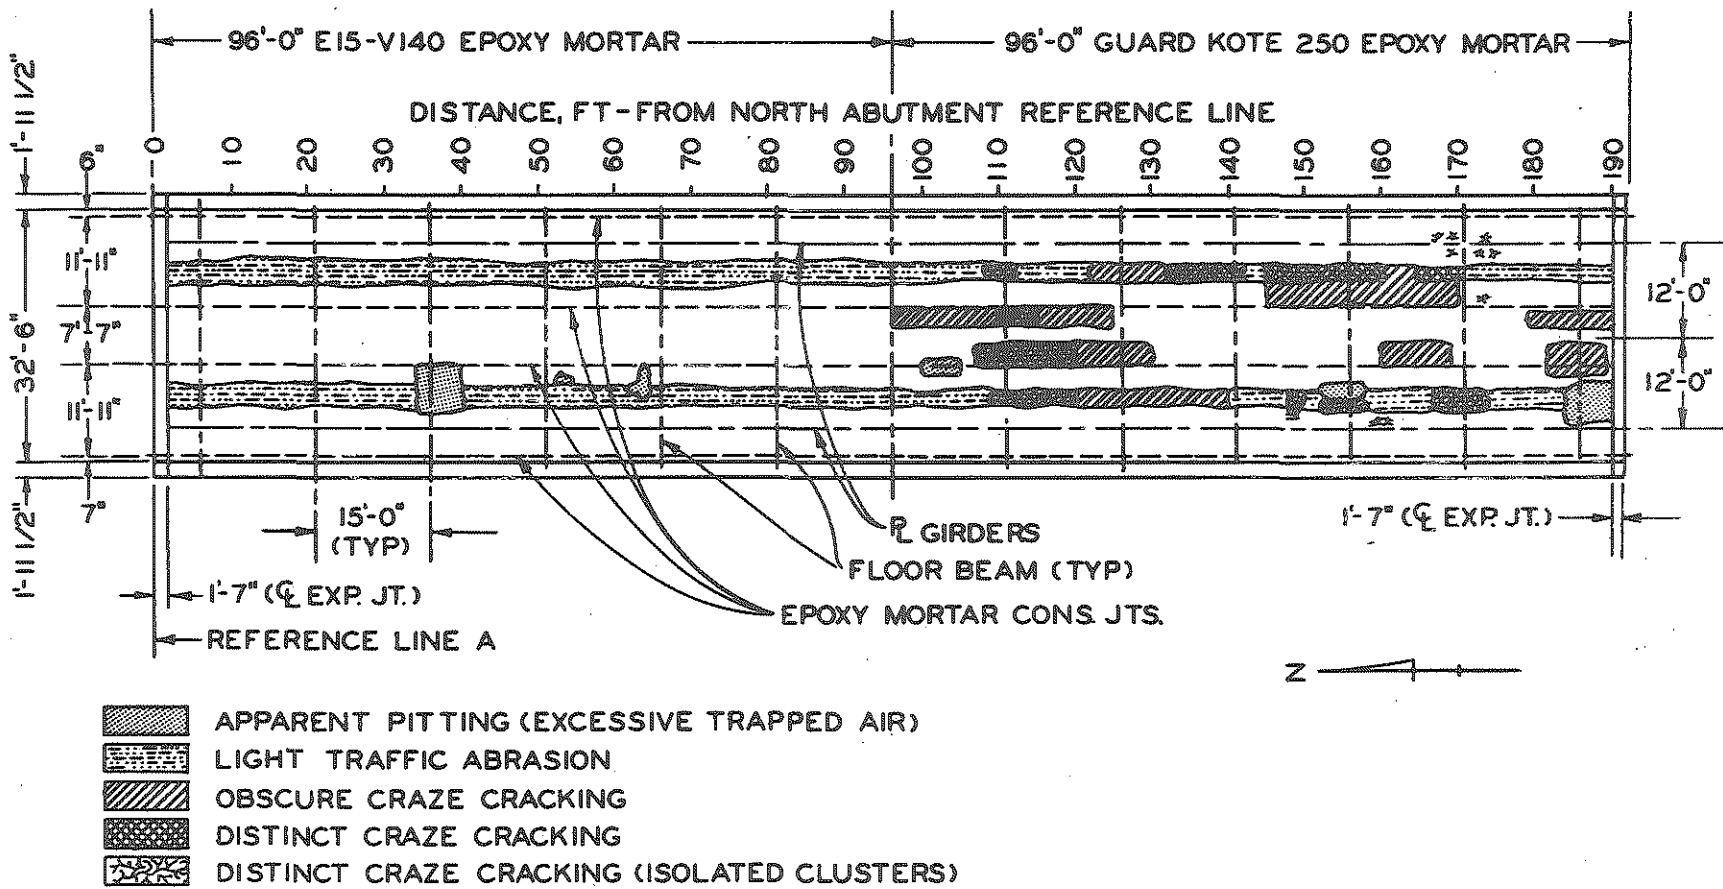 96'-0" E15-V140 EPOXY MORTAR
96'-0" GUARD KOTE 250 EPOXY MORTAR
DISTANCE, FT-FROM NORTH ABUTMENT REFERENCE LINE
0 10 20 30 40 50 60 70 80 90 100 110 120 130 140 150 160 170 180 190
1'-11 1/2"
6"
11'-11"
7'-7"
32'-6"
11'-11"
7"
1'-11 1/2"
12'-0"
12'-0"
15'-0"
(TYP)
1'-7" (℄ EXP. JT.)
REFERENCE LINE A
PL GIRDERS
FLOOR BEAM (TYP)
EPOXY MORTAR CONS. JTS.
1'-7" (℄ EXP. JT.)
N
APPARENT PITTING (EXCESSIVE TRAPPED AIR)
LIGHT TRAFFIC ABRASION
OBSCURE CRAZE CRACKING
DISTINCT CRAZE CRACKING
DISTINCT CRAZE CRACKING (ISOLATED CLUSTERS)